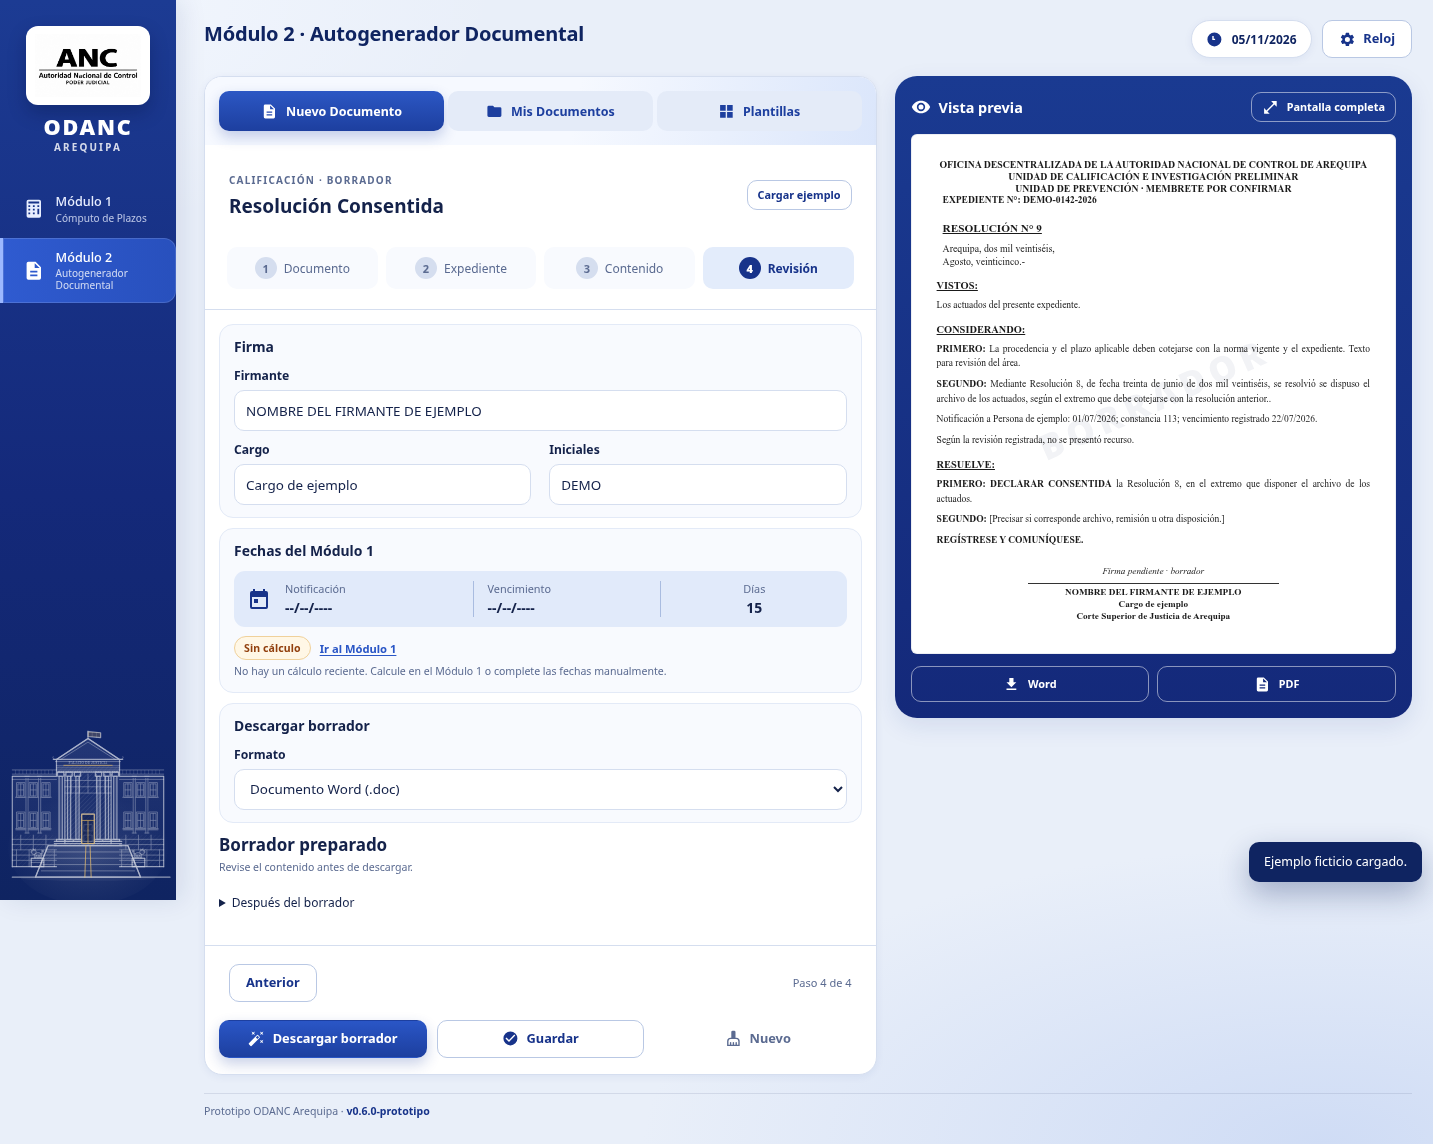 ANC
Autoridad Nacional de Control
PODER JUDICIAL
ODANC
AREQUIPA
Módulo 1
Cómputo de Plazos
Módulo 2
Autogenerador
Documental
Módulo 2 · Autogenerador Documental
05/11/2026
Reloj
Nuevo Documento
Mis Documentos
Plantillas
CALIFICACIÓN · BORRADOR
Resolución Consentida
Cargar ejemplo
1 Documento
2 Expediente
3 Contenido
4 Revisión
Firma
Firmante
NOMBRE DEL FIRMANTE DE EJEMPLO
Cargo
Iniciales
Cargo de ejemplo
DEMO
Fechas del Módulo 1
Notificación
Vencimiento
Días
--/--/----
--/--/----
15
Sin cálculo
Ir al Módulo 1
No hay un cálculo reciente. Calcule en el Módulo 1 o complete las fechas manualmente.
Descargar borrador
Formato
Documento Word (.doc)
Borrador preparado
Revise el contenido antes de descargar.
Después del borrador
Anterior
Paso 4 de 4
Descargar borrador
Guardar
Nuevo
Vista previa
Pantalla completa
OFICINA DESCENTRALIZADA DE LA AUTORIDAD NACIONAL DE CONTROL DE AREQUIPA
UNIDAD DE CALIFICACIÓN E INVESTIGACIÓN PRELIMINAR
UNIDAD DE PREVENCIÓN · MEMBRETE POR CONFIRMAR
EXPEDIENTE N°: DEMO-0142-2026
RESOLUCIÓN N° 9
Arequipa, dos mil veintiséis,
Agosto, veinticinco.-
VISTOS:
Los actuados del presente expediente.
CONSIDERANDO:
PRIMERO: La procedencia y el plazo aplicable deben cotejarse con la norma vigente y el expediente. Texto
para revisión del área.
SEGUNDO: Mediante Resolución 8, de fecha treinta de junio de dos mil veintiséis, se resolvió se dispuso el
archivo de los actuados, según el extremo que debe cotejarse con la resolución anterior..
Notificación a Persona de ejemplo: 01/07/2026; constancia 113; vencimiento registrado 22/07/2026.
Según la revisión registrada, no se presentó recurso.
BORRADOR
RESUELVE:
PRIMERO: DECLARAR CONSENTIDA la Resolución 8, en el extremo que disponer el archivo de los
actuados.
SEGUNDO: [Precisar si corresponde archivo, remisión u otra disposición.]
REGÍSTRESE Y COMUNÍQUESE.
Firma pendiente · borrador
NOMBRE DEL FIRMANTE DE EJEMPLO
Cargo de ejemplo
Corte Superior de Justicia de Arequipa
Word
PDF
Ejemplo ficticio cargado.
Prototipo ODANC Arequipa · v0.6.0-prototipo